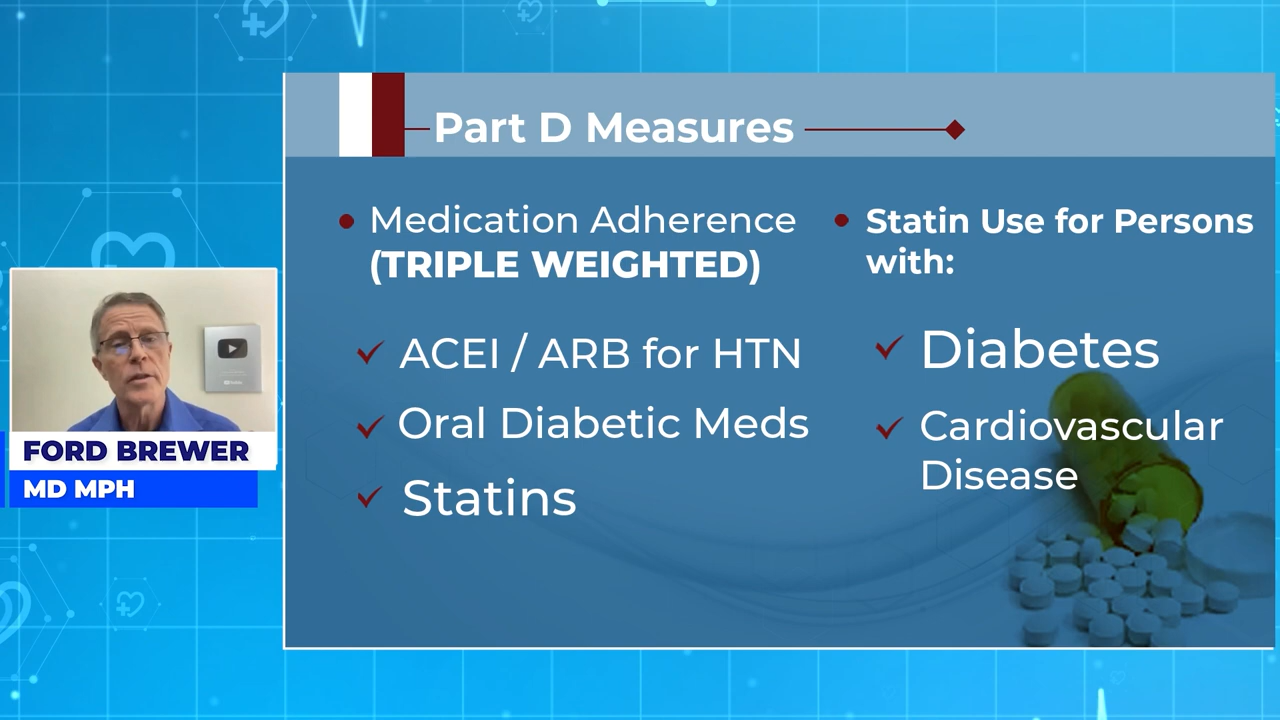 Part D Measures
Medication Adherence
(TRIPLE WEIGHTED)
ACEI / ARB for HTN
Oral Diabetic Meds
Statins
Statin Use for Persons
with:
Diabetes
Cardiovascular
Disease
FORD BREWER
MD MPH